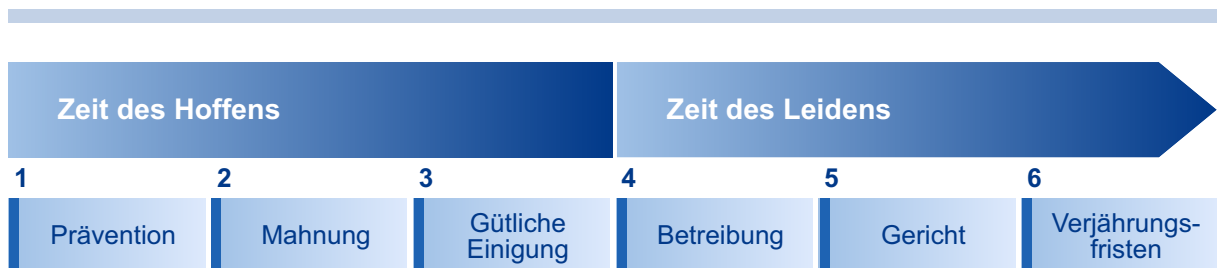 Zeit des Hoffens
Zeit des Leidens
1
2
3
4
5
6
Prävention
Mahnung
Gütliche
Einigung
Betreibung
Gericht
Verjährungs-
fristen